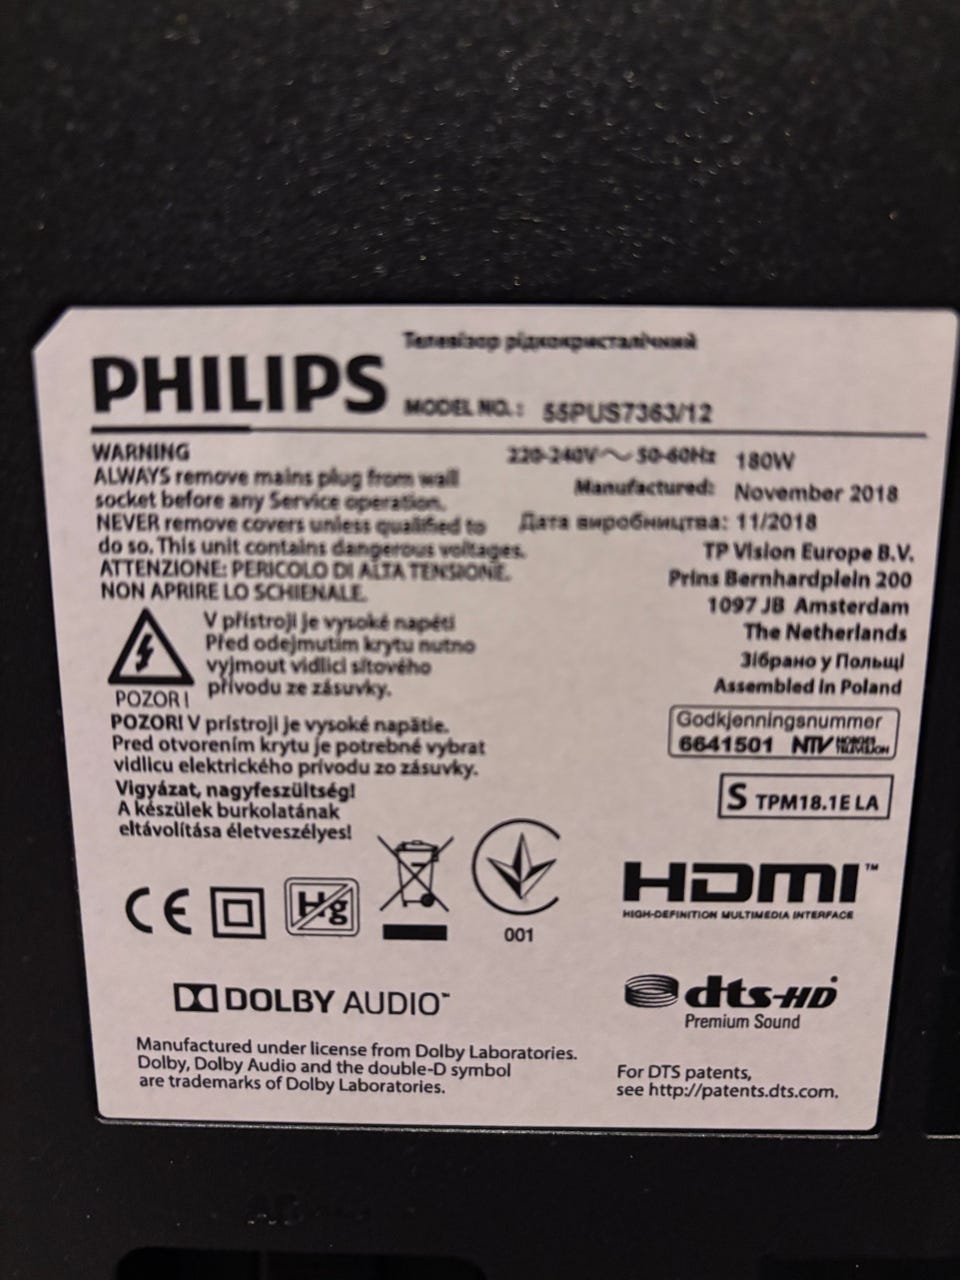 Телевізор рідкокристалічний
PHILIPS
MODEL NO.: 55PUS7363/12
WARNING
ALWAYS remove mains plug from wall
socket before any Service operation.
NEVER remove covers unless qualified to
do so. This unit contains dangerous voltages.
ATTENZIONE: PERICOLO DI ALTA TENSIONE.
NON APRIRE LO SCHIENALE.
V přístroji je vysoké napětí
Před odejmutím krytu nutno
vyjmout vidlici síťového
přívodu ze zásuvky.
POZOR !
POZOR! V prístroji je vysoké napätie.
Pred otvorením krytu je potrebné vybrat
vidlicu elektrického prívodu zo zásuvky.
Vigyázat, nagyfeszültség!
A készülek burkolatának
eltávolítása életveszélyes!
220-240V ~ 50-60Hz 180W
Manufactured: November 2018
Дата виробництва: 11/2018
TP Vision Europe B.V.
Prins Bernhardplein 200
1097 JB Amsterdam
The Netherlands
Зібрано у Польщі
Assembled in Poland
Godkjenningsnummer
6641501 NTV NORGES TELEVISJON
S TPM18.1E LA
CE
Hg
001
HDMI™
HIGH-DEFINITION MULTIMEDIA INTERFACE
DOLBY AUDIO™
dts-HD
Premium Sound
Manufactured under license from Dolby Laboratories.
Dolby, Dolby Audio and the double-D symbol
are trademarks of Dolby Laboratories.
For DTS patents,
see http://patents.dts.com.